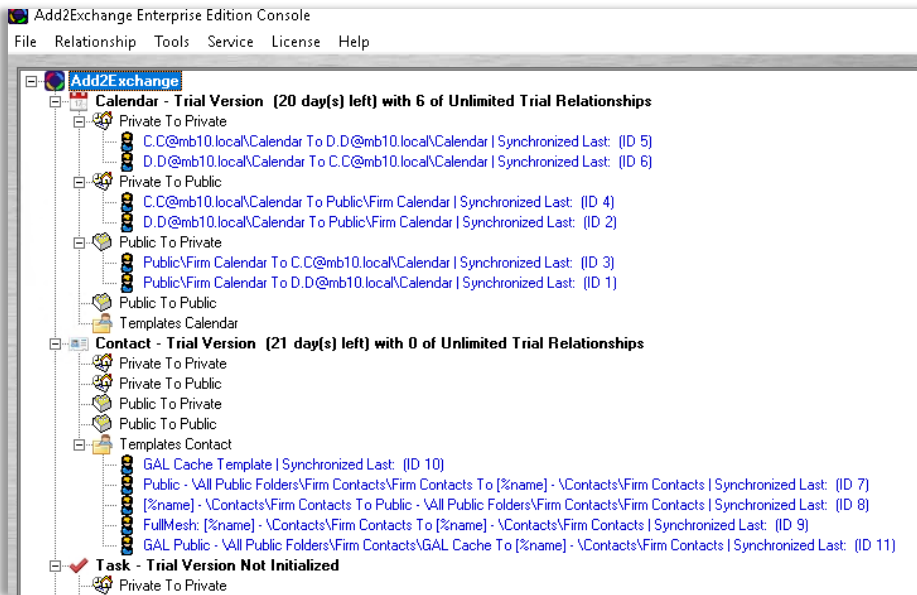 Add2Exchange Enterprise Edition Console
File Relationship Tools Service License Help
Add2Exchange
Calendar - Trial Version (20 day(s) left) with 6 of Unlimited Trial Relationships
Private To Private
C.C@mb10.local\Calendar To D.D@mb10.local\Calendar | Synchronized Last: (ID 5)
D.D@mb10.local\Calendar To C.C@mb10.local\Calendar | Synchronized Last: (ID 6)
Private To Public
C.C@mb10.local\Calendar To Public\Firm Calendar | Synchronized Last: (ID 4)
D.D@mb10.local\Calendar To Public\Firm Calendar | Synchronized Last: (ID 2)
Public To Private
Public\Firm Calendar To C.C@mb10.local\Calendar | Synchronized Last: (ID 3)
Public\Firm Calendar To D.D@mb10.local\Calendar | Synchronized Last: (ID 1)
Public To Public
Templates Calendar
Contact - Trial Version (21 day(s) left) with 0 of Unlimited Trial Relationships
Private To Private
Private To Public
Public To Private
Public To Public
Templates Contact
GAL Cache Template | Synchronized Last: (ID 10)
Public - \All Public Folders\Firm Contacts\Firm Contacts To [%name] - \Contacts\Firm Contacts | Synchronized Last: (ID 7)
[%name] - \Contacts\Firm Contacts To Public - \All Public Folders\Firm Contacts\Firm Contacts | Synchronized Last: (ID 8)
FullMesh: [%name] - \Contacts\Firm Contacts To [%name] - \Contacts\Firm Contacts | Synchronized Last: (ID 9)
GAL Public - \All Public Folders\Firm Contacts\GAL Cache To [%name] - \Contacts\Firm Contacts | Synchronized Last: (ID 11)
Task - Trial Version Not Initialized
Private To Private